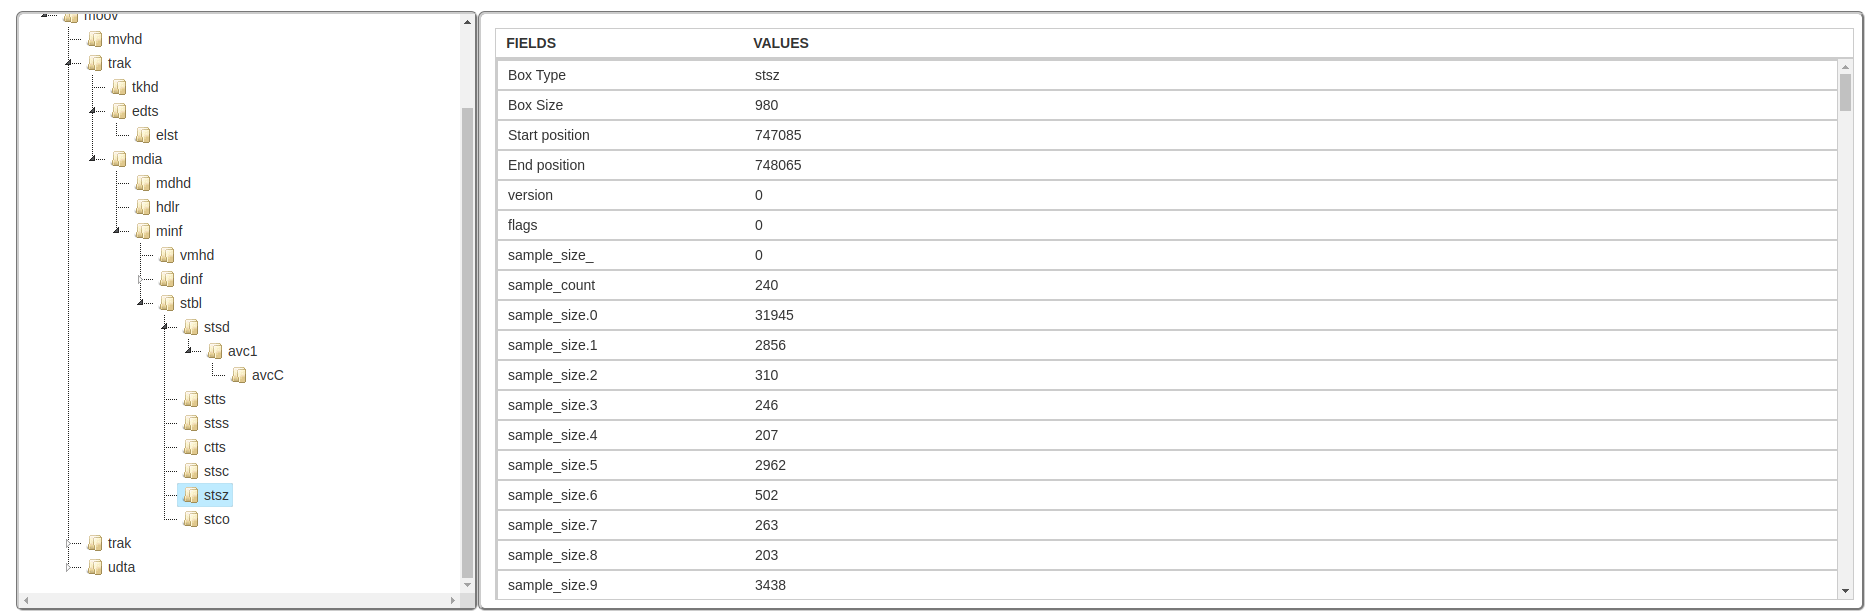 moov
mvhd
trak
tkhd
edts
elst
mdia
mdhd
hdlr
minf
vmhd
dinf
stbl
stsd
avc1
avcC
stts
stss
ctts
stsc
stsz
stco
trak
udta
FIELDS VALUES
Box Type stsz
Box Size 980
Start position 747085
End position 748065
version 0
flags 0
sample_size_ 0
sample_count 240
sample_size.0 31945
sample_size.1 2856
sample_size.2 310
sample_size.3 246
sample_size.4 207
sample_size.5 2962
sample_size.6 502
sample_size.7 263
sample_size.8 203
sample_size.9 3438